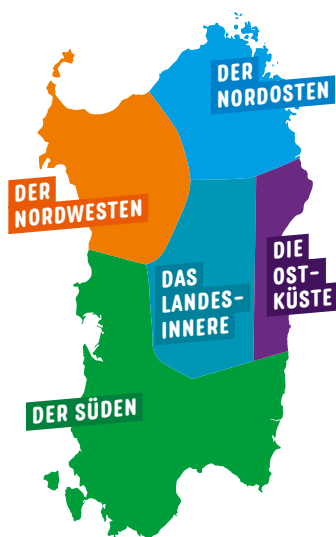 DER
NORDOSTEN
DER
NORDWESTEN
DIE
OST-
KÜSTE
DAS
LANDES-
INNERE
DER SÜDEN